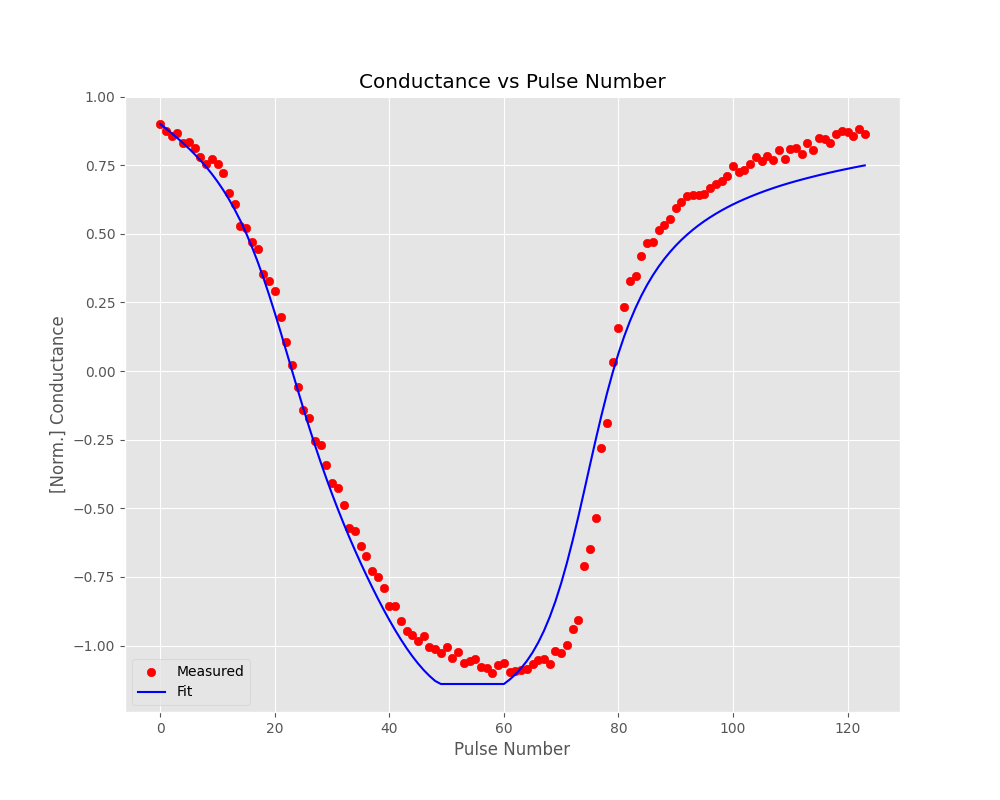 Conductance vs Pulse Number
[Norm.] Conductance
1.00
0.75
0.50
0.25
0.00
−0.25
−0.50
−0.75
−1.00
Measured
Fit
0 20 40 60 80 100 120
Pulse Number